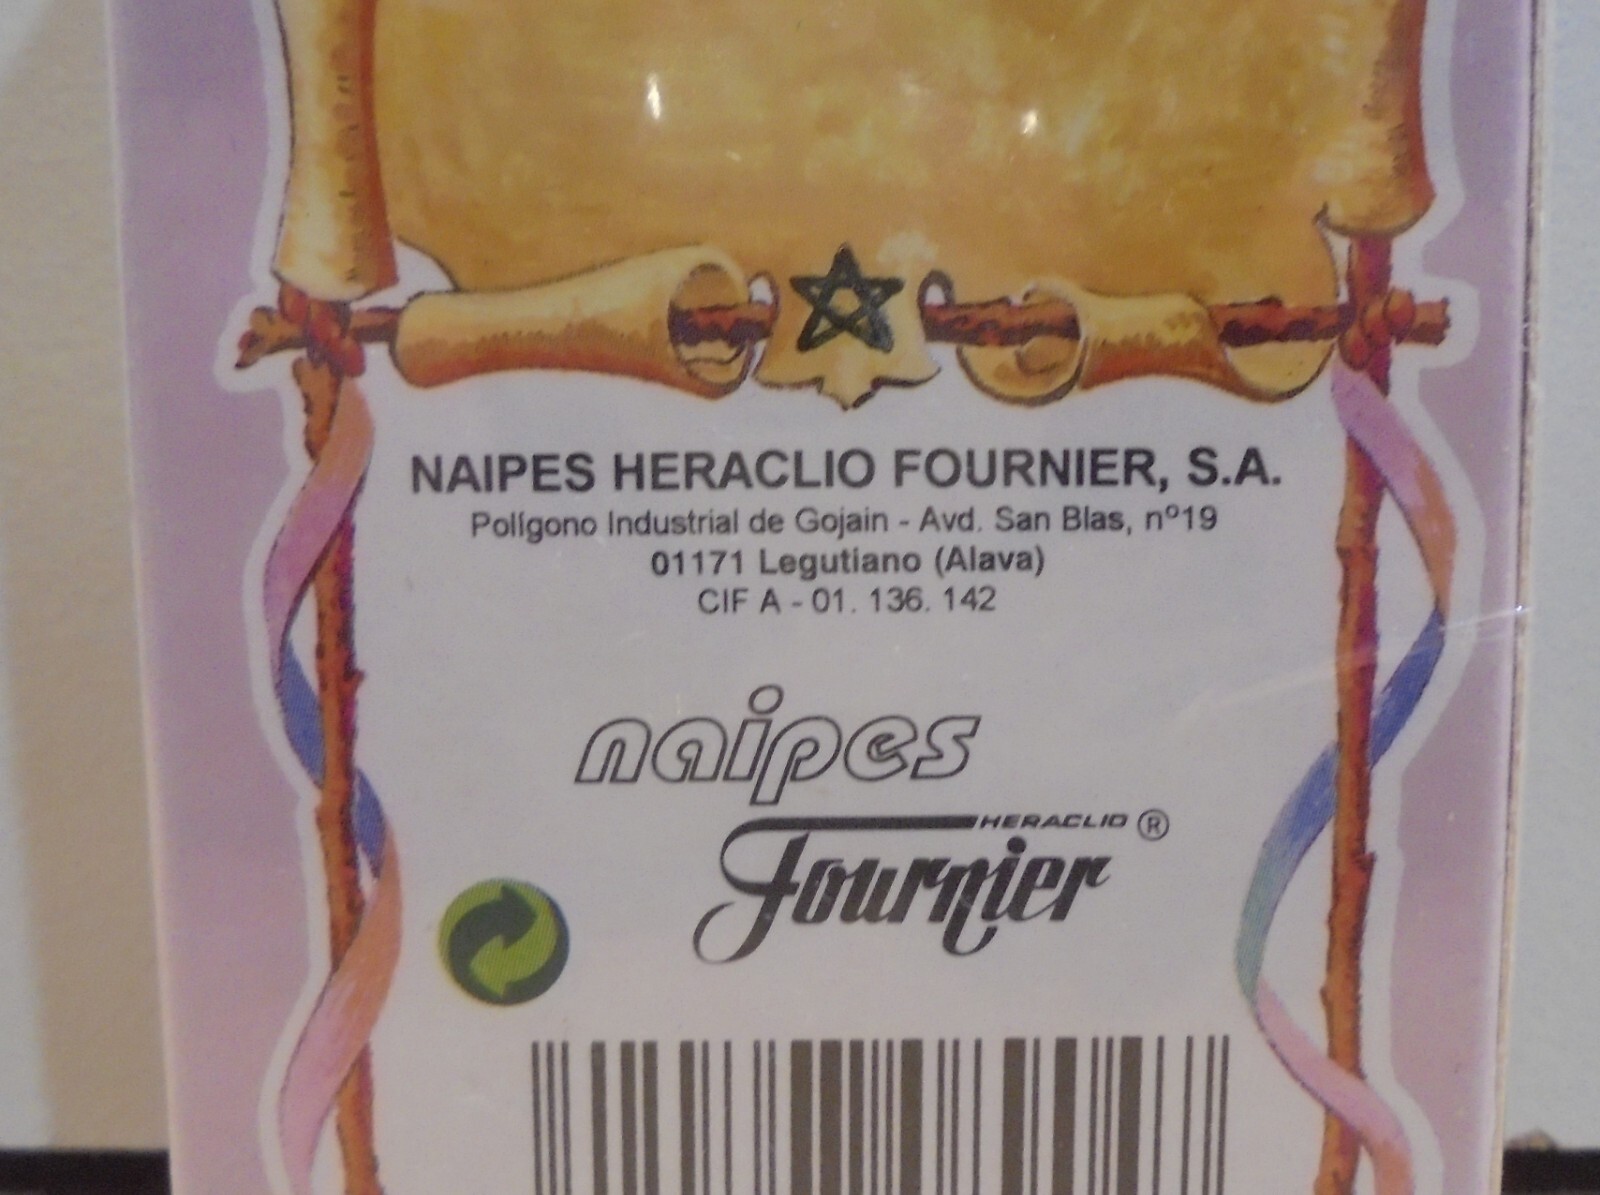 NAIPES HERACLIO FOURNIER, S.A.
Polígono Industrial de Gojain - Avd. San Blas, nº19
01171 Legutiano (Alava)
CIF A - 01. 136. 142
naipes
HERACLIO ®
Fournier